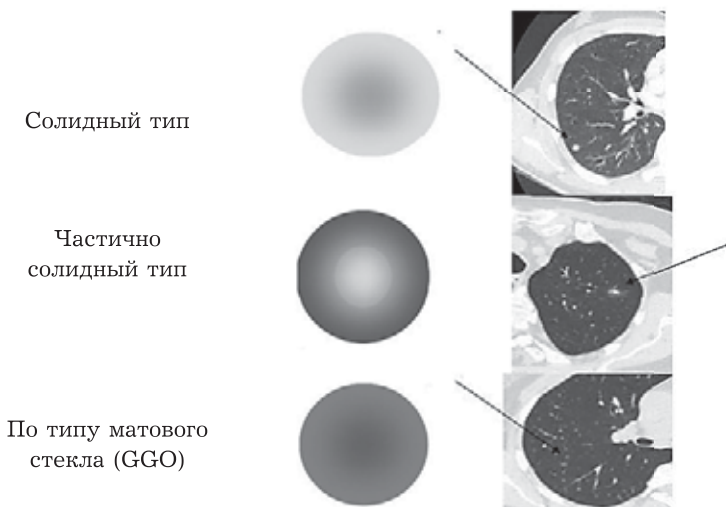 Солидный тип
Частично
солидный тип
По типу матового
стекла (GGO)